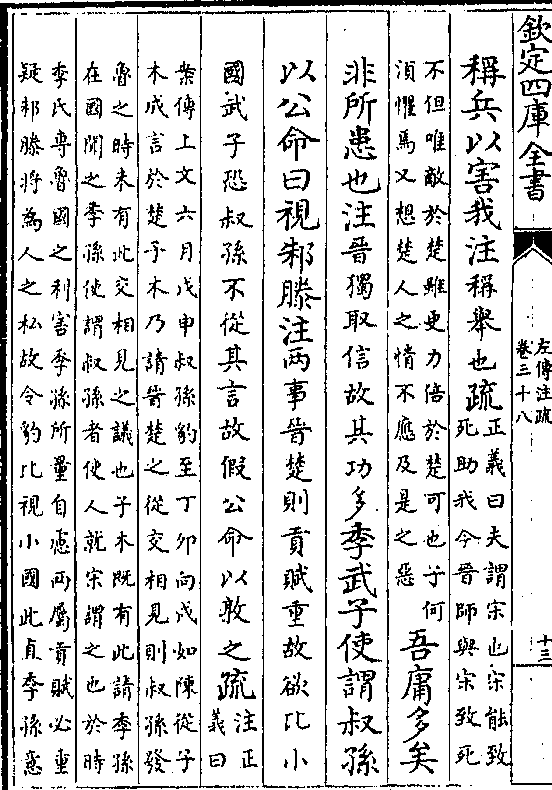 欽定四庫全書
左傳注疏
卷三十八
十三
稱兵以害我注稱舉也疏
正義曰夫謂宋也宋能致
死助我今晉師與宋致死
不但唯敵於楚雖更力倍於楚可也子何
須懼焉又想楚人之情不應及是之惡
吾庸多矣
非所患也注晉獨取信故其功多季武子使謂叔孫
以公命曰視邾滕注兩事晉楚則貢賦重故欲比小
國武子恐叔孫不從其言故假公命以敦之疏
注正
義曰
案傳上文六月戊申叔孫豹至丁卯向戌如陳從子
木成言於楚子木乃請晉楚之從交相見則叔孫發
魯之時未有此交相見之議也子木既有此請季孫
在國聞之季孫使謂叔孫者使人就宋謂之也於時
季氏專魯國之利害季孫所量自慮兩屬貢賦必重
疑邾滕將為人之私故令豹比視小國此直季孫意